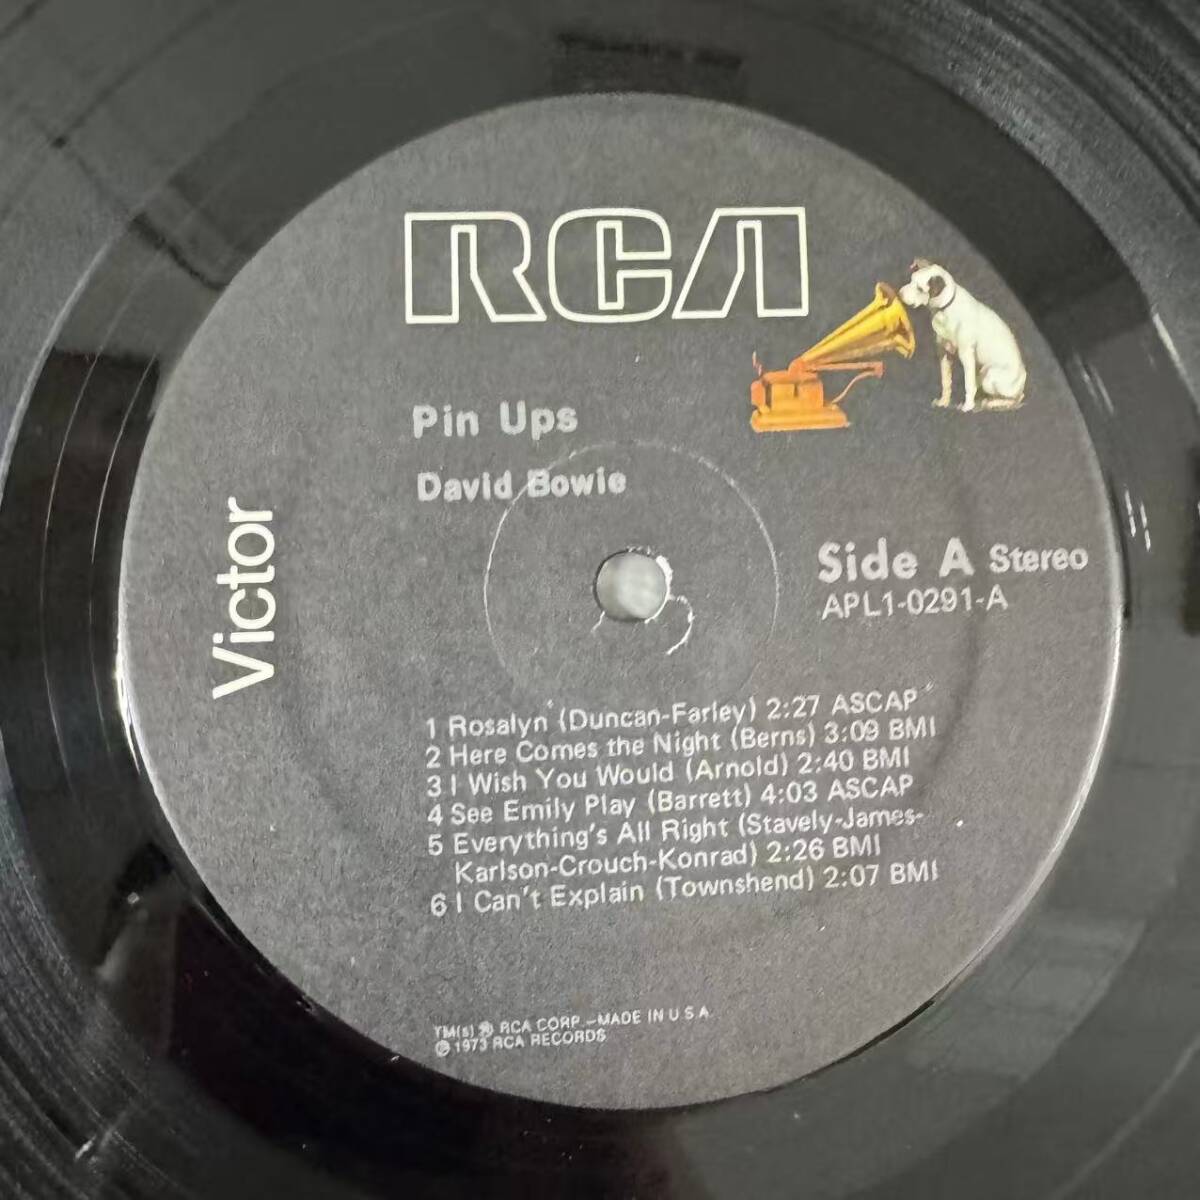 RCA
Pin Ups
David Bowie
Victor
Side A Stereo
APL1-0291-A
1 Rosalyn (Duncan-Farley) 2:27 ASCAP
2 Here Comes the Night (Berns) 3:09 BMI
3 I Wish You Would (Arnold) 2:40 BMI
4 See Emily Play (Barrett) 4:03 ASCAP
5 Everything's All Right (Stavely-James-
Karlson-Crouch-Konrad) 2:26 BMI
6 I Can't Explain (Townshend) 2:07 BMI
TM(s) ® RCA CORP.–MADE IN U S A
℗ 1973 RCA RECORDS